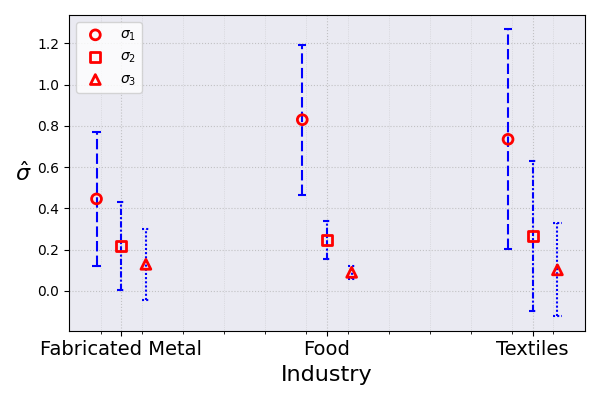 σ1
σ2
σ3
1.2
1.0
0.8
0.6
0.4
0.2
0.0
σ̂
Fabricated Metal Food Textiles
Industry